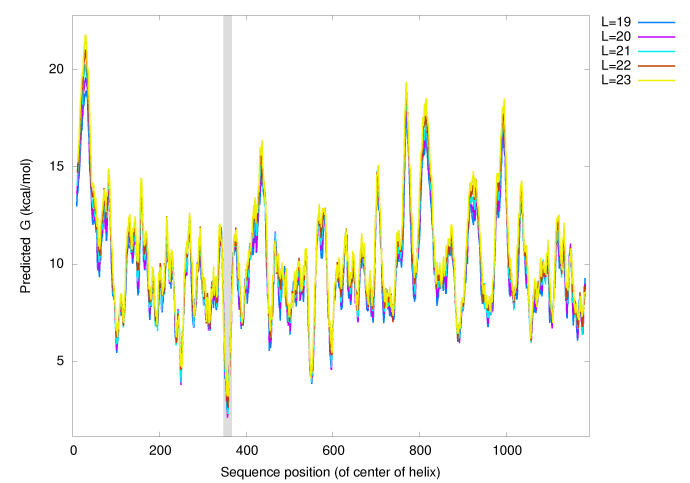 L=19
L=20
L=21
L=22
L=23
20
15
10
5
Predicted G (kcal/mol)
0 200 400 600 800 1000
Sequence position (of center of helix)